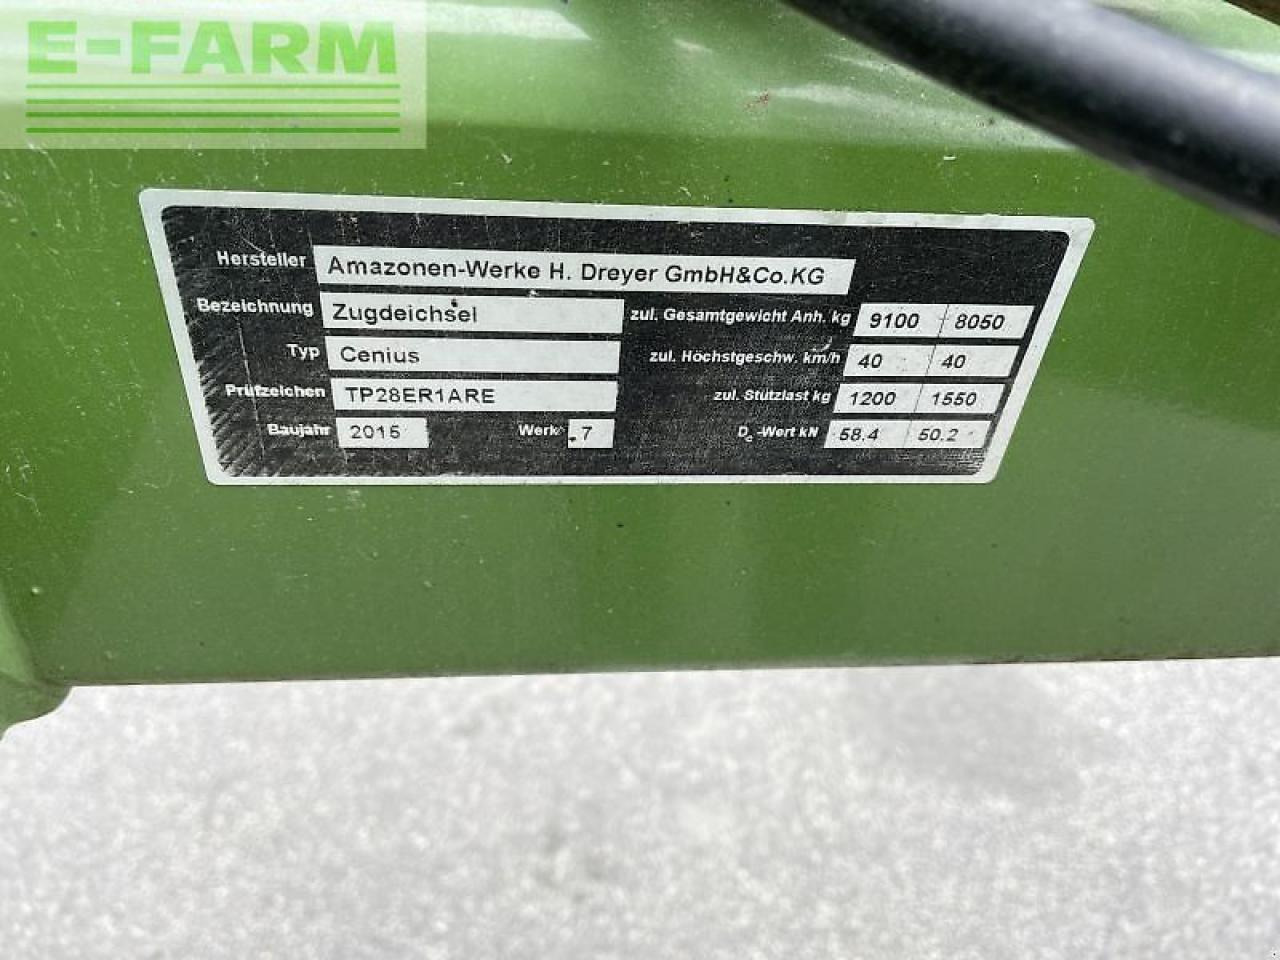 E-FARM
Hersteller Amazonen-Werke H. Dreyer GmbH&Co.KG
Bezeichnung Zugdeichsel zul. Gesamtgewicht Anh. kg 9100 / 8050
Typ Cenius zul. Höchstgeschw. km/h 40 / 40
Prüfzeichen TP28ER1ARE zul. Stützlast kg 1200 / 1550
Baujahr 2015 Werk 7 Dc-Wert kN 58.4 / 50.2